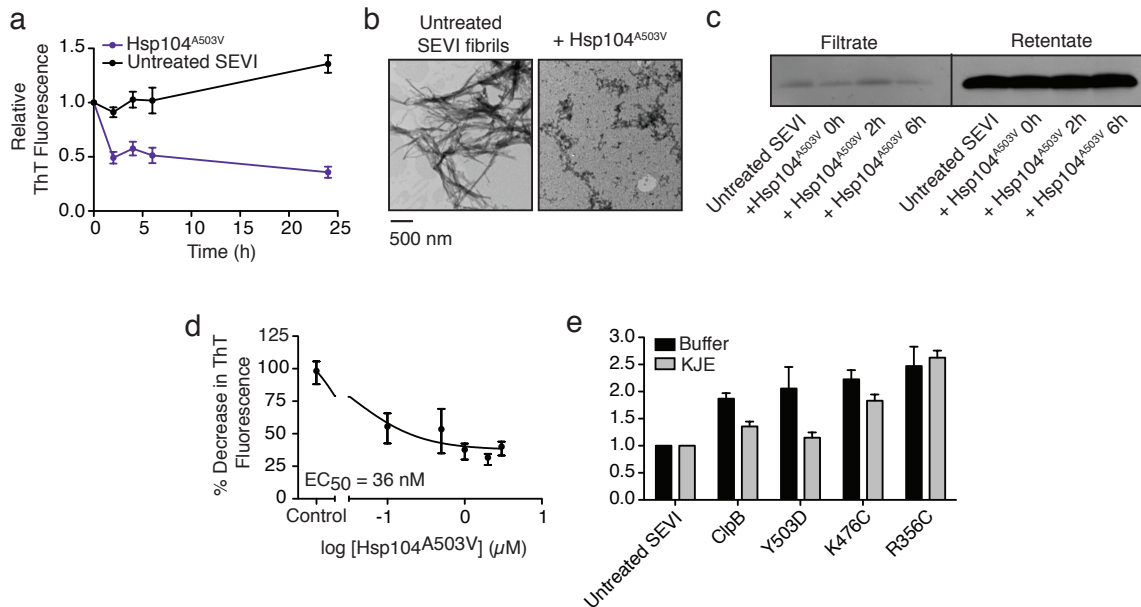 a
Hsp104A503V
Untreated SEVI
Relative
ThT Fluorescence
1.5
1.0
0.5
0.0
0 5 10 15 20 25
Time (h)
b
Untreated
SEVI fibrils
+ Hsp104A503V
500 nm
c
Filtrate Retentate
Untreated SEVI
+Hsp104A503V 0h
+ Hsp104A503V 2h
+ Hsp104A503V 6h
Untreated SEVI
+ Hsp104A503V 0h
+ Hsp104A503V 2h
+ Hsp104A503V 6h
d
% Decrease in ThT
Fluorescence
125
100
75
50
25
0
EC50 = 36 nM
Control -1 0 1
log [Hsp104A503V] (µM)
e
Buffer
KJE
3.0
2.5
2.0
1.5
1.0
0.5
0.0
Untreated SEVI
ClpB
Y503D
K476C
R356C